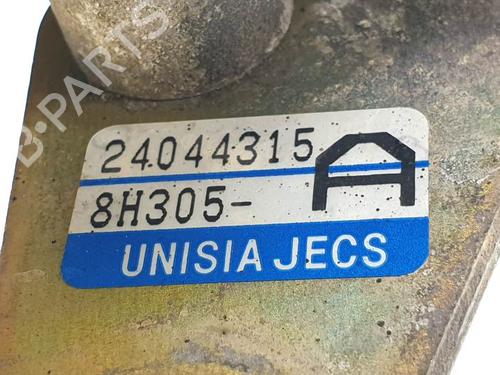 B-PARTS
24044315
8H305- A
UNISIA JECS